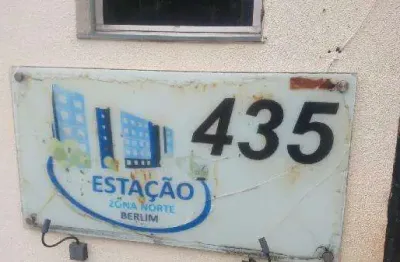 435
ESTAÇÃO
ZONA NORTE
BERLIM